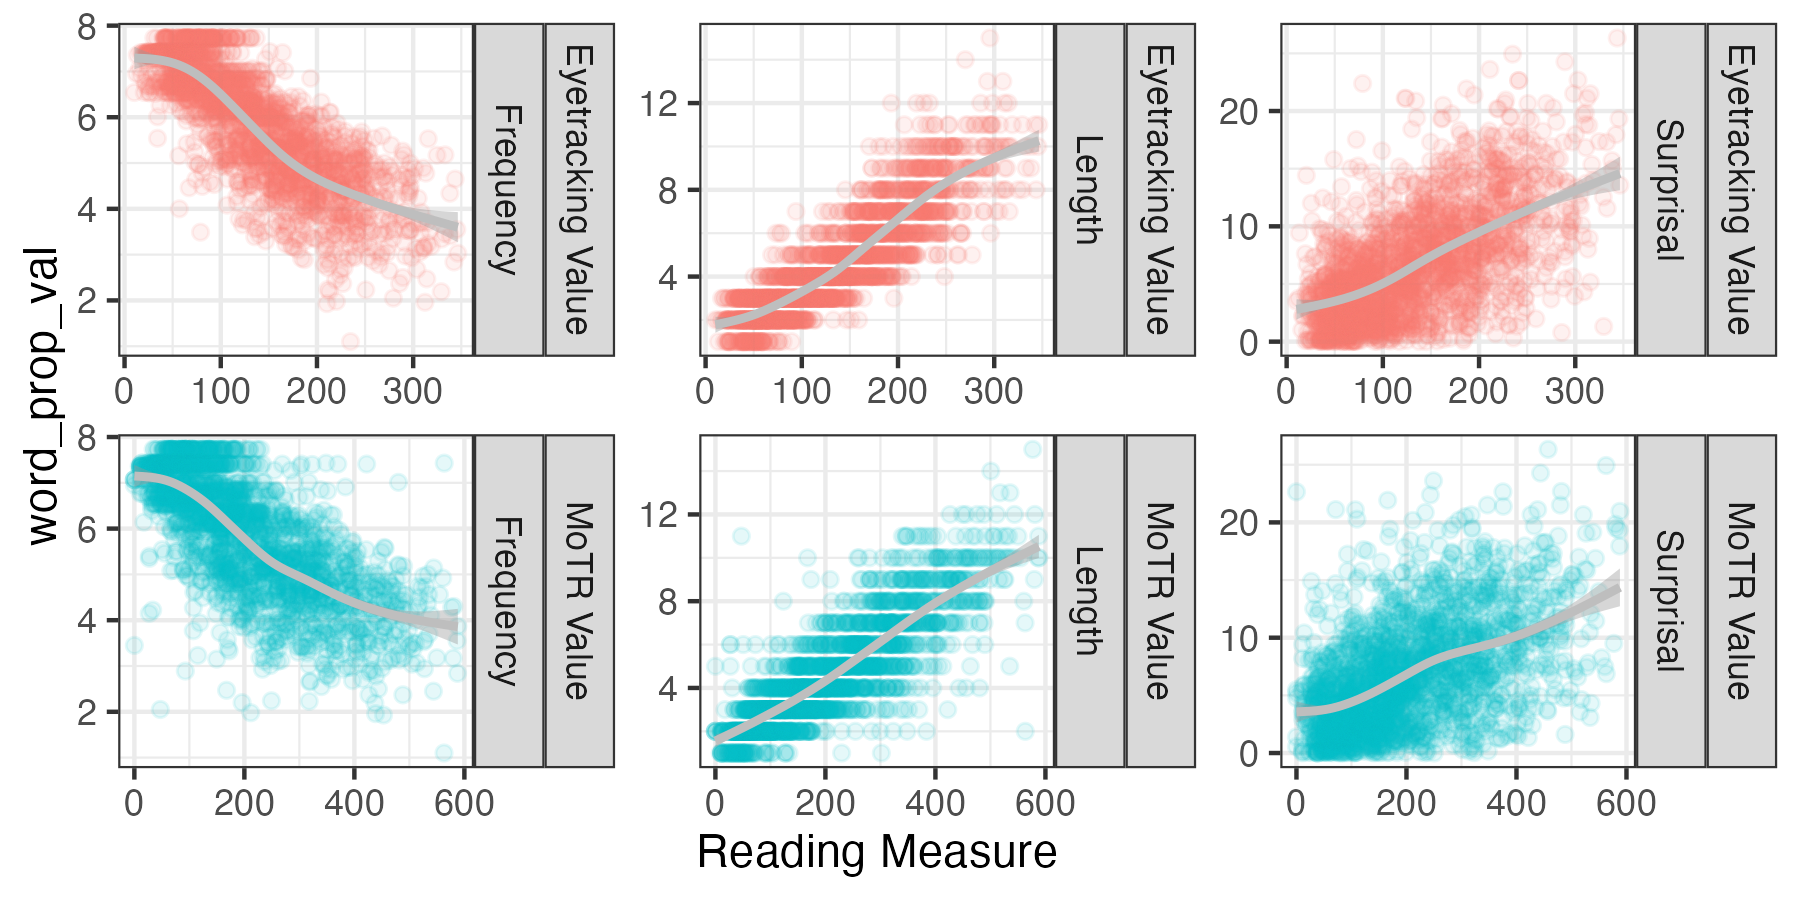 word_prop_val
8
6
4
2
0 100 200 300
Frequency
Eyetracking Value
12
8
4
0 100 200 300
Length
Eyetracking Value
20
10
0
0 100 200 300
Surprisal
Eyetracking Value
8
6
4
2
0 200 400 600
Frequency
MoTR Value
12
8
4
0 200 400 600
Length
MoTR Value
20
10
0
0 200 400 600
Surprisal
MoTR Value
Reading Measure